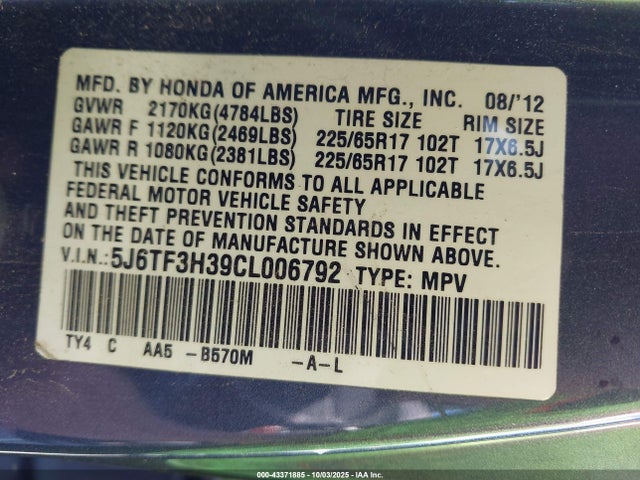 MFD. BY HONDA OF AMERICA MFG., INC. 08/'12
GVWR 2170KG(4784LBS) TIRE SIZE RIM SIZE
GAWR F 1120KG(2469LBS) 225/65R17 102T 17X6.5J
GAWR R 1080KG(2381LBS) 225/65R17 102T 17X6.5J
THIS VEHICLE CONFORMS TO ALL APPLICABLE
FEDERAL MOTOR VEHICLE SAFETY
AND THEFT PREVENTION STANDARDS IN EFFECT
ON THE DATE OF MANUFACTURE SHOWN ABOVE.
V.I.N.:5J6TF3H39CL006792 TYPE: MPV
TY4 C AA5 -B570M -A-L
000-43371885 | 10/03/2025 | IAA Inc.